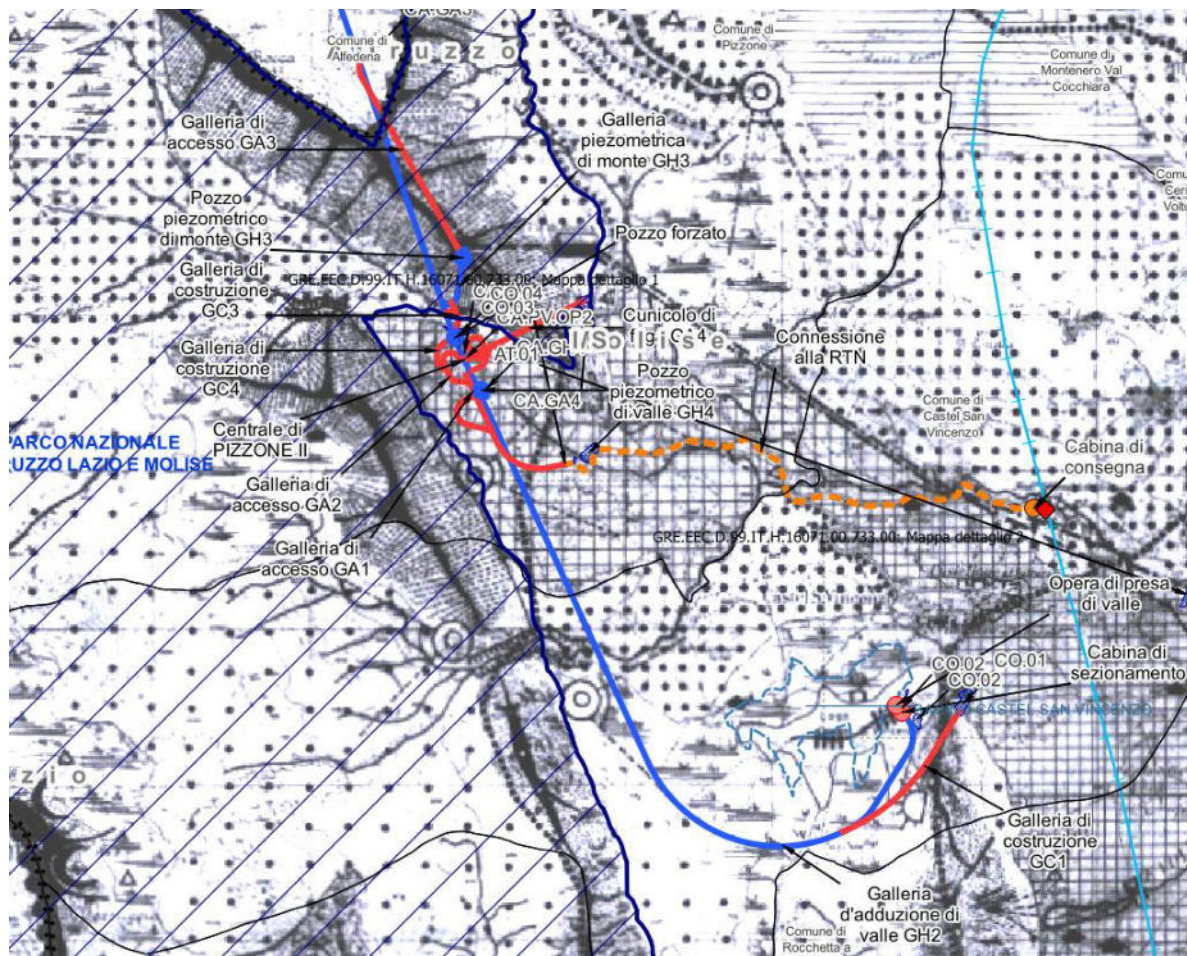 CA.GA3
Comune di
Alfedena
ruzzo
Comune di
Pizzone
Comune di
Montenero Val
Cocchiara
Galleria di
accesso GA3
Galleria
piezometrica
di monte GH3
Pozzo
piezometrico
di monte GH3
Pozzo forzato
Galleria di
costruzione
GC3
GRE.EEC.D.99.IT.H.16071.00.733.00: Mappa dettaglio 1
CO.04
CO.03
Cunicolo di
Connessione
alla RTN
Galleria di
costruzione
GC4
AT.01.GH
Pozzo
piezometrico
di valle GH4
CA.GA4
Comune di
Castel San
Vincenzo
Centrale di
PIZZONE II
PARCO NAZIONALE
UZZO LAZIO E MOLISE
Cabina di
consegna
Galleria di
accesso GA2
GRE.EEC.D.99.IT.H.16071.00.733.00: Mappa dettaglio 2
Galleria di
accesso GA1
Opera di presa
di valle
Cabina di
sezionamento
CO.02
CO.01
CO.02
CASTEL SAN VINCENZO
zio
Galleria di
costruzione
GC1
Galleria
d'adduzione di
valle GH2
Comune di
Rocchetta a